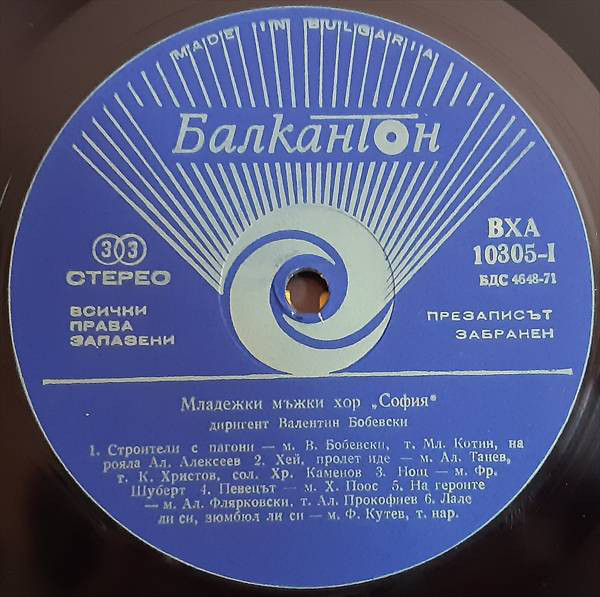 MADE IN BULGARIA
Балкантон
33
СТЕРЕО
ВСИЧКИ
ПРАВА
ЗАПАЗЕНИ
ВХА
10305-I
БДС 4648-71
ПРЕЗАПИСЪТ
ЗАБРАНЕН
Младежки мъжки хор „София"
диригент Валентин Бобевски
1. Строители с пагони — м. В. Бобевски, т. Мл. Котин, на
рояла Ал. Алексеев 2. Хей, пролет иде — м. Ал. Танев,
т. К. Христов, сол. Хр. Каменов 3. Нощ — м. Фр.
Шуберт 4. Певецът — м. Х. Поос 5. На героите
— м. Ал. Флярковски, т. Ал. Прокофиев 6. Лале
ли си, зюмбюл ли си — м. Ф. Кутев, т. нар.